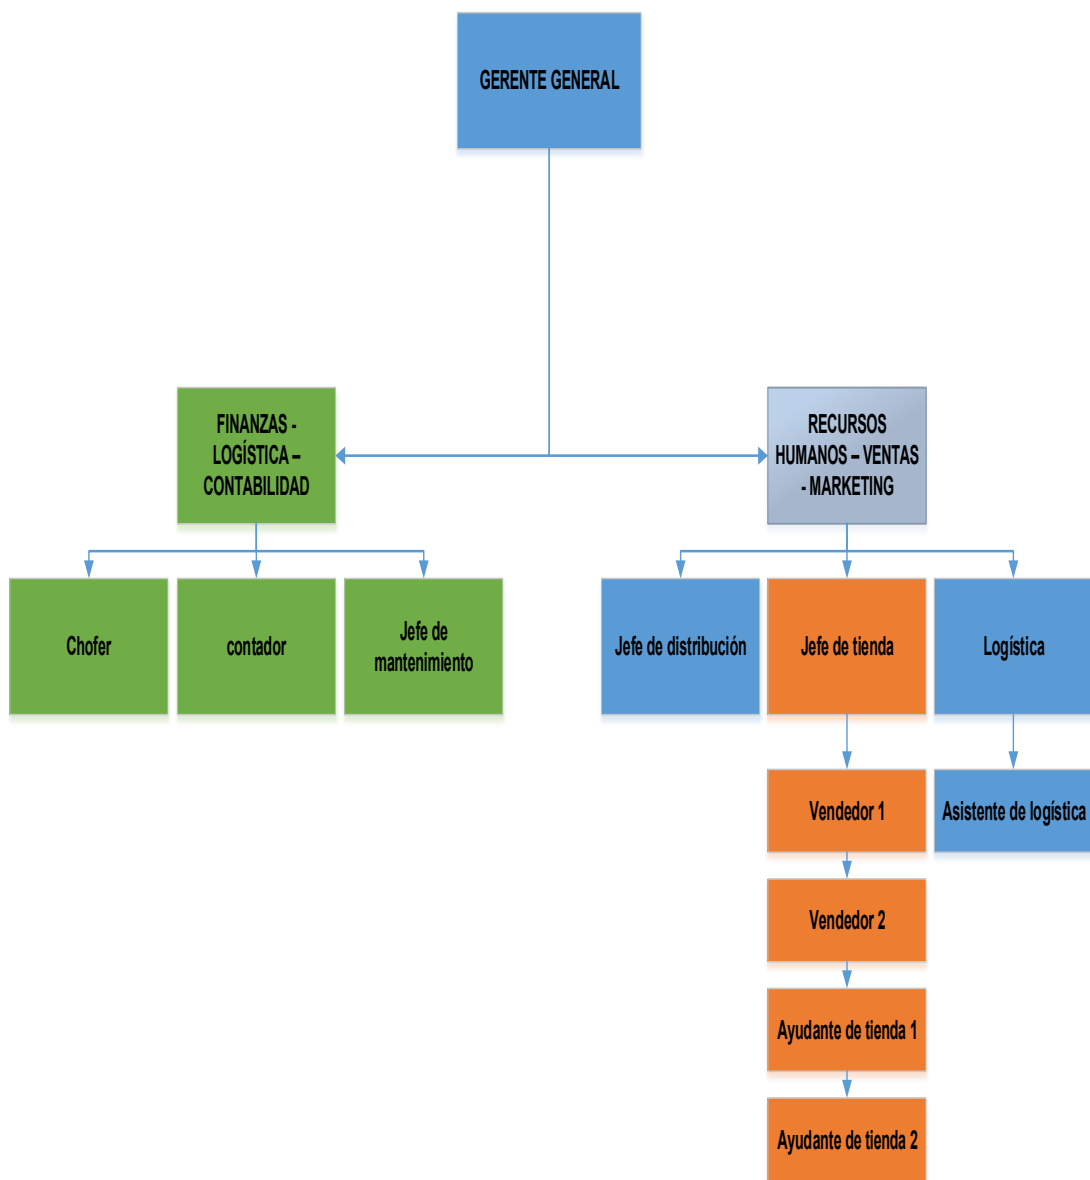 GERENTE GENERAL
FINANZAS -
LOGÍSTICA –
CONTABILIDAD
RECURSOS
HUMANOS – VENTAS
- MARKETING
Chofer
contador
Jefe de
mantenimiento
Jefe de distribución
Jefe de tienda
Logística
Vendedor 1
Asistente de logística
Vendedor 2
Ayudante de tienda 1
Ayudante de tienda 2